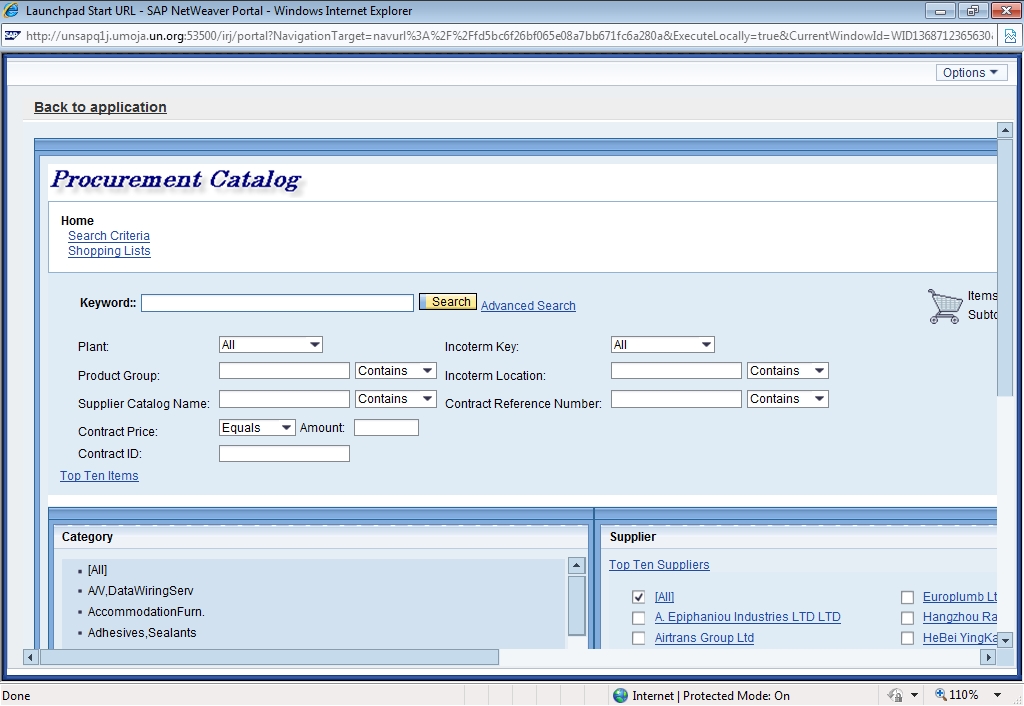 Launchpad Start URL - SAP NetWeaver Portal - Windows Internet Explorer
SAP http://unsapq1j.umoja.un.org:53500/irj/portal?NavigationTarget=navurl%3A%2F%2Ffd5bc6f26bf065e08a7bb671fc6a280a&ExecuteLocally=true&CurrentWindowId=WID1368712365630
Options
Back to application
Procurement Catalog
Home
Search Criteria
Shopping Lists
Keyword:: Search Advanced Search Items
Plant: All Incoterm Key: All
Product Group: Contains Incoterm Location: Contains
Supplier Catalog Name: Contains Contract Reference Number: Contains
Contract Price: Equals Amount:
Contract ID:
Top Ten Items
Category
[All]
A/V,DataWiringServ
AccommodationFurn.
Adhesives,Sealants
Supplier
Top Ten Suppliers
[All] Europlumb Lt
A. Epiphaniou Industries LTD LTD Hangzhou Ra
Airtrans Group Ltd HeBei YingKa
Done Internet | Protected Mode: On 110%